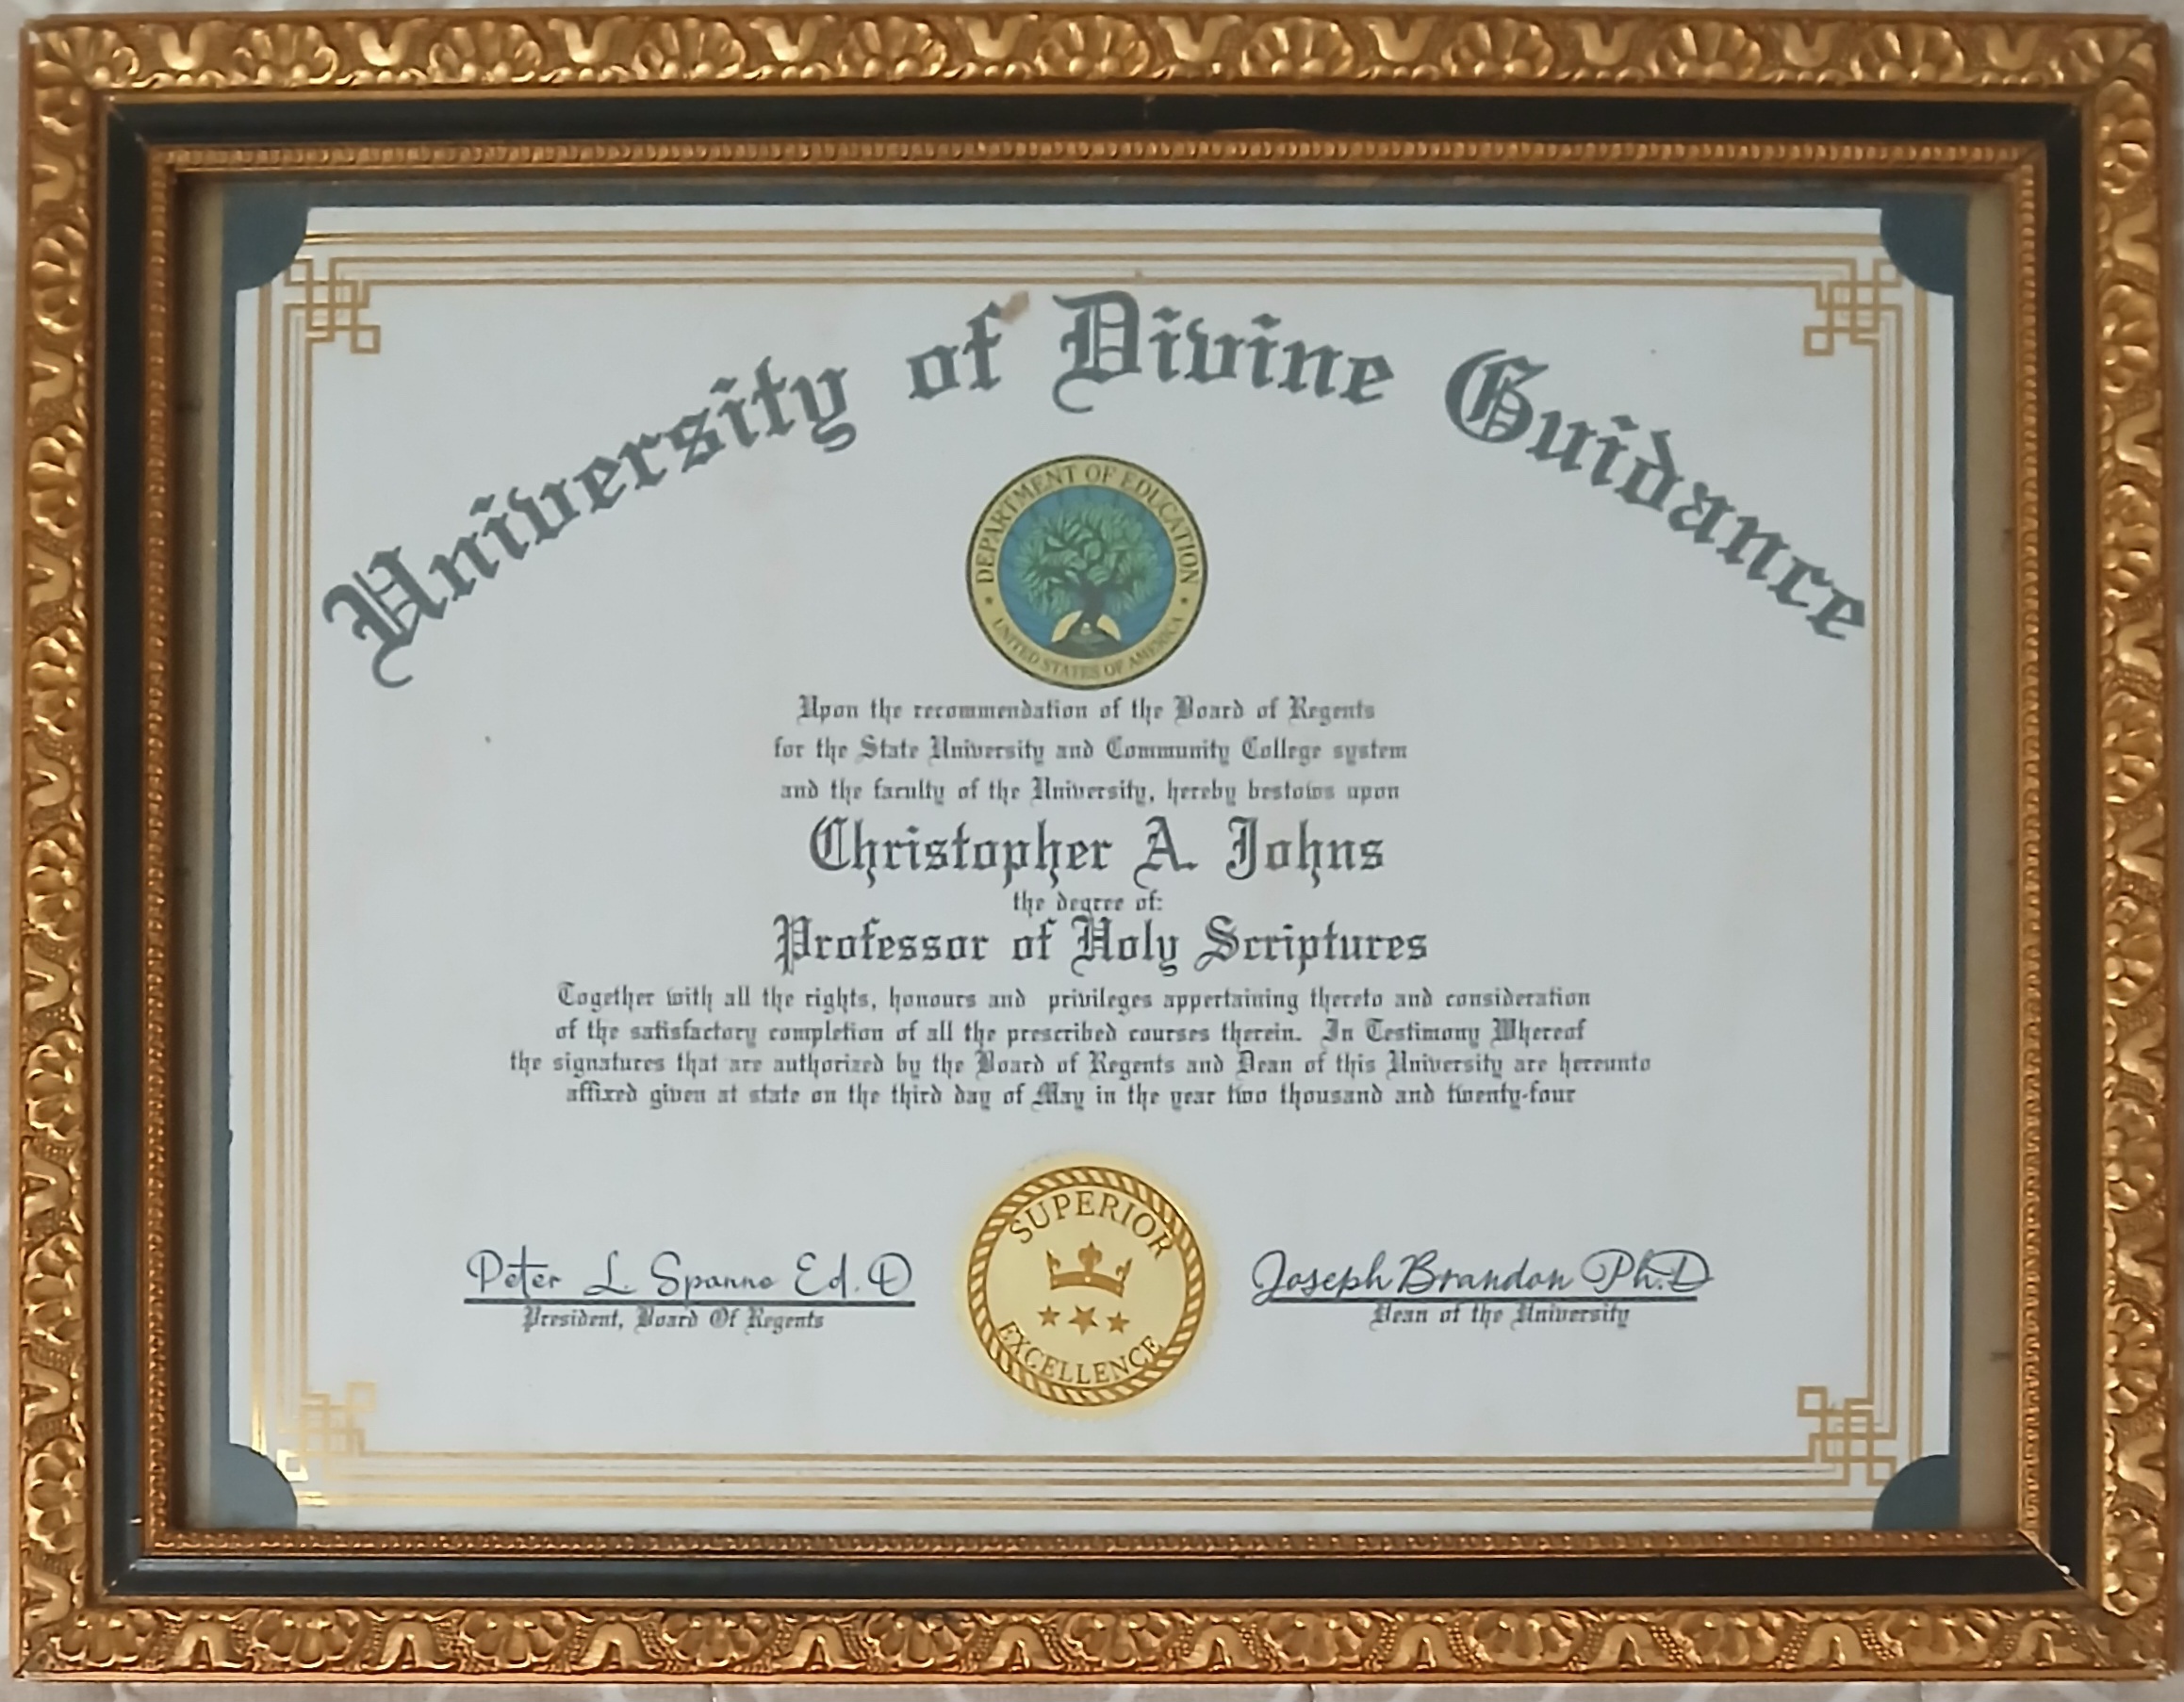 University of Divine Guidance
DEPARTMENT OF EDUCATION
UNITED STATES OF AMERICA
Upon the recommendation of the Board of Regents
for the State University and Community College system
and the faculty of the University, hereby bestows upon
Christopher A. Johns
the degree of:
Professor of Holy Scriptures
Together with all the rights, honours and privileges appertaining thereto and consideration
of the satisfactory completion of all the prescribed courses therein. In Testimony Whereof
the signatures that are authorized by the Board of Regents and Dean of this University are hereunto
affixed given at state on the third day of May in the year two thousand and twenty-four
SUPERIOR
EXCELLENCE
Peter L. Spanno Ed. D
President, Board Of Regents
Joseph Brandon Ph.D
Dean of the University